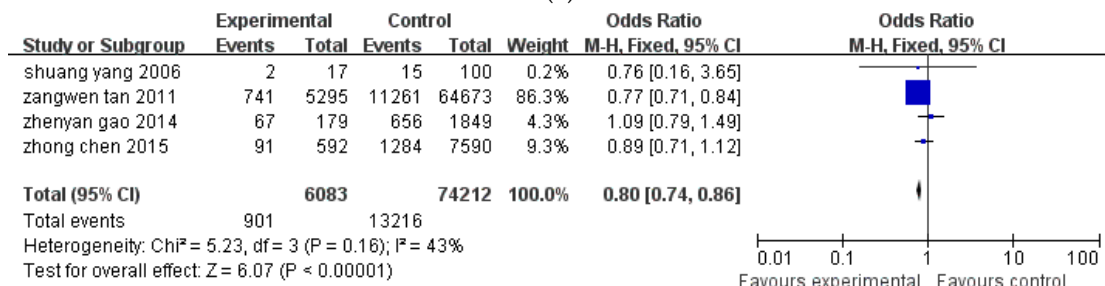 Experimental Control Odds Ratio Odds Ratio
Study or Subgroup Events Total Events Total Weight M-H, Fixed, 95% CI M-H, Fixed, 95% CI
shuang yang 2006 2 17 15 100 0.2% 0.76 [0.16, 3.65]
zangwen tan 2011 741 5295 11261 64673 86.3% 0.77 [0.71, 0.84]
zhenyan gao 2014 67 179 656 1849 4.3% 1.09 [0.79, 1.49]
zhong chen 2015 91 592 1284 7590 9.3% 0.89 [0.71, 1.12]
Total (95% CI) 6083 74212 100.0% 0.80 [0.74, 0.86]
Total events 901 13216
Heterogeneity: Chi² = 5.23, df = 3 (P = 0.16); I² = 43%
Test for overall effect: Z = 6.07 (P < 0.00001)
0.01 0.1 1 10 100
Favours experimental Favours control